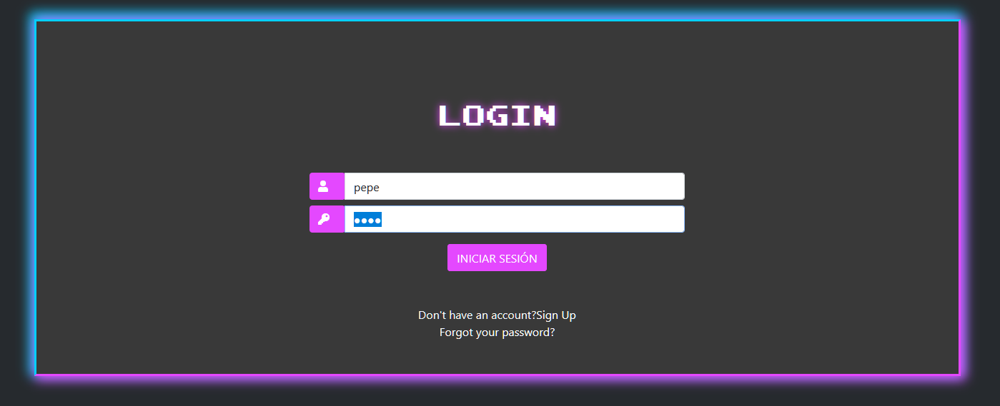 LOGIN
pepe
••••
INICIAR SESIÓN
Don't have an account?Sign Up
Forgot your password?